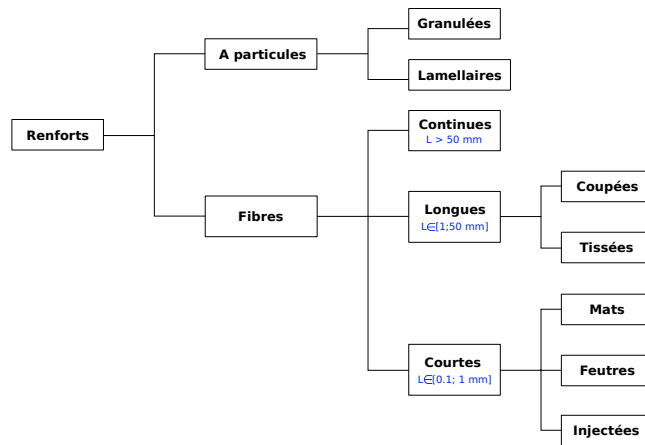 Renforts
A particules
Granulées
Lamellaires
Fibres
Continues
L > 50 mm
Longues
L∈[1;50 mm]
Coupées
Tissées
Courtes
L∈[0.1; 1 mm]
Mats
Feutres
Injectées